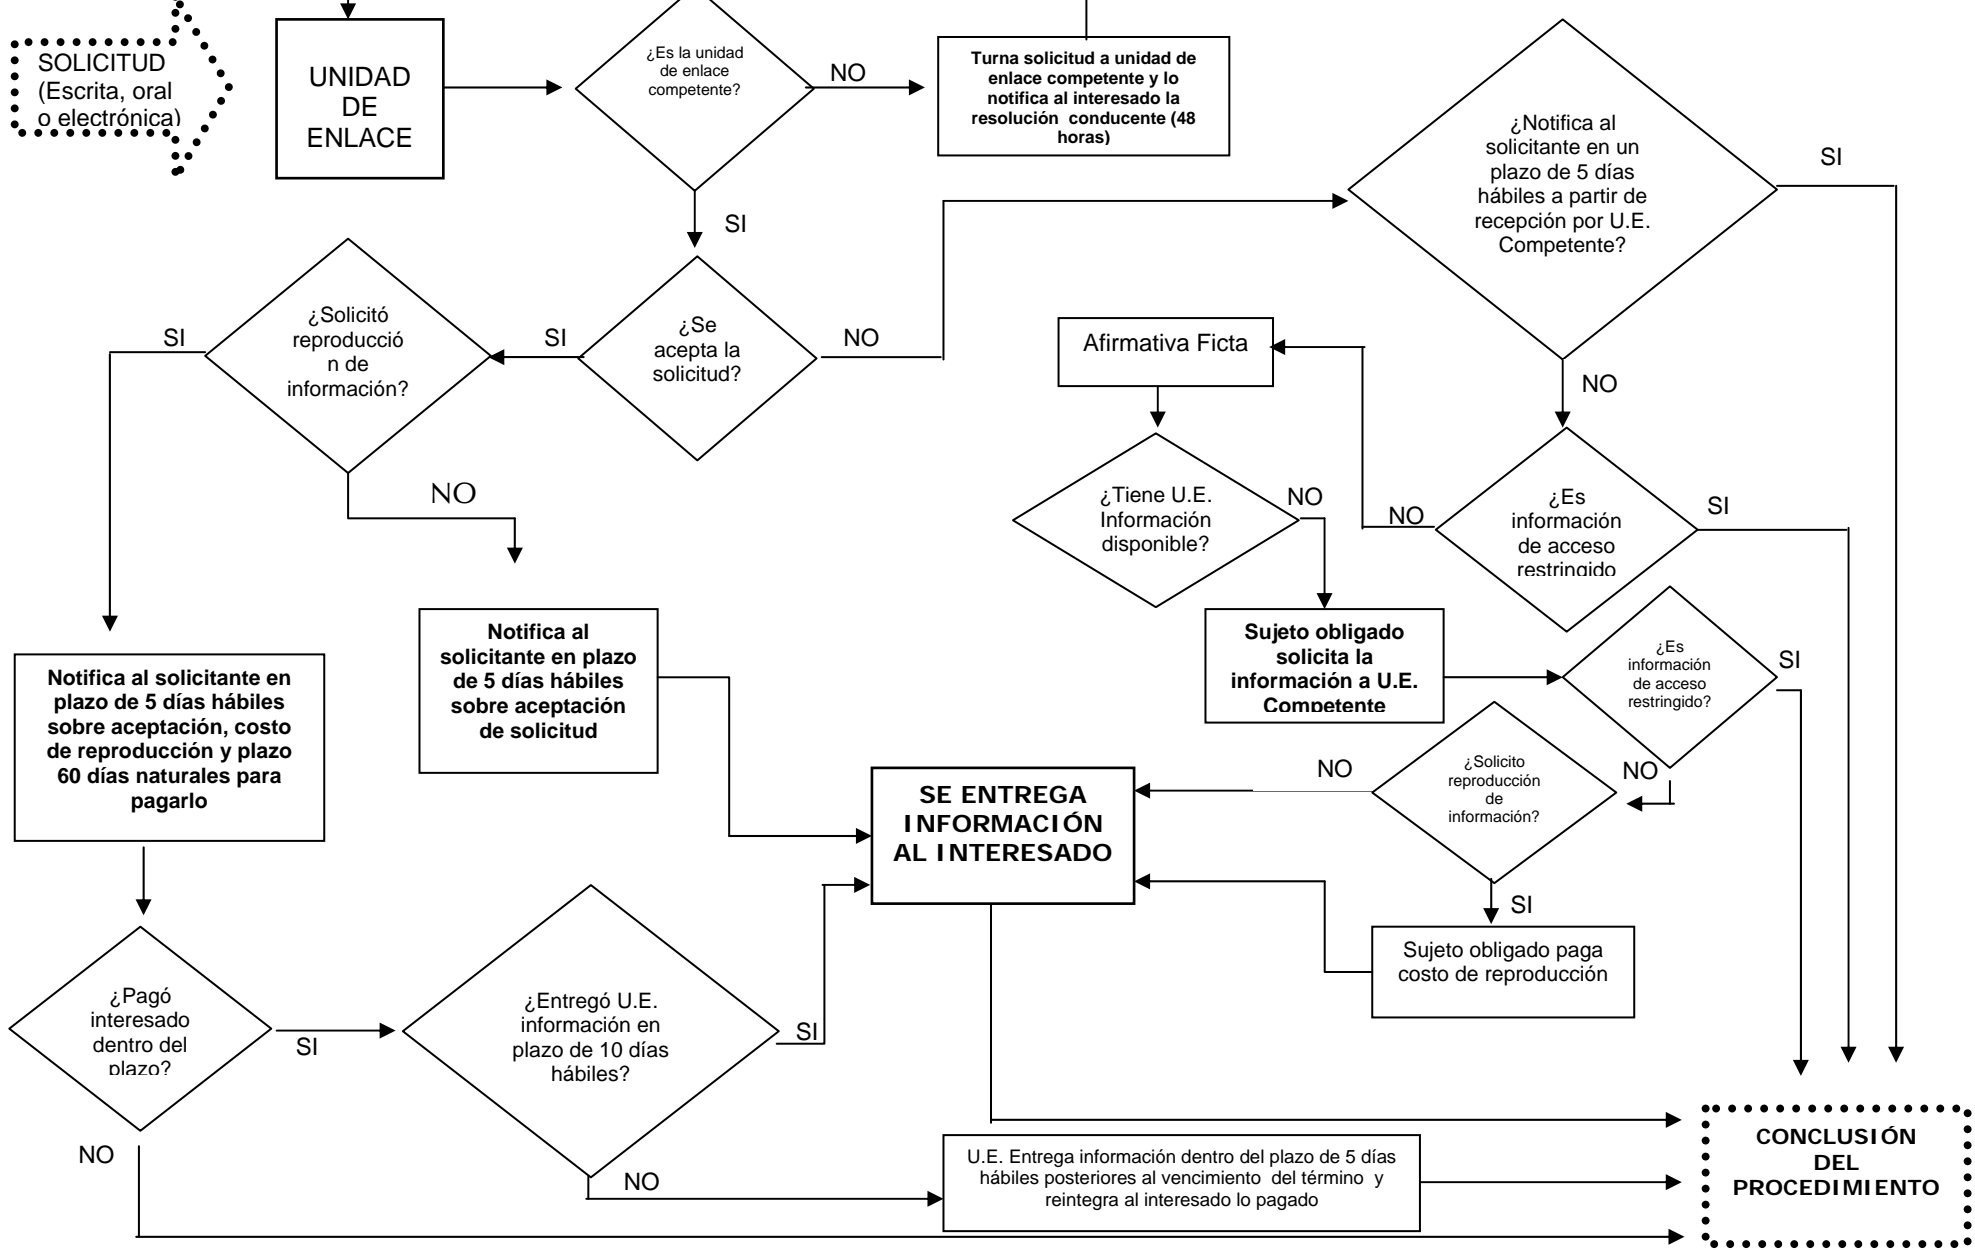 SOLICITUD
(Escrita, oral
o electrónica)
UNIDAD
DE
ENLACE
¿Es la unidad
de enlace
competente?
NO
Turna solicitud a unidad de
enlace competente y lo
notifica al interesado la
resolución conducente (48
horas)
¿Notifica al
solicitante en un
plazo de 5 días
hábiles a partir de
recepción por U.E.
Competente?
SI
SI
SI
¿Solicitó
reproducció
n de
información?
SI
¿Se
acepta la
solicitud?
NO
Afirmativa Ficta
NO
NO
¿Tiene U.E.
Información
disponible?
NO
NO
¿Es
información
de acceso
restringido
SI
Notifica al solicitante en
plazo de 5 días hábiles
sobre aceptación, costo
de reproducción y plazo
60 días naturales para
pagarlo
Notifica al
solicitante en plazo
de 5 días hábiles
sobre aceptación
de solicitud
Sujeto obligado
solicita la
información a U.E.
Competente
¿Es
información
de acceso
restringido?
SI
SE ENTREGA
INFORMACIÓN
AL INTERESADO
NO
¿Solicito
reproducción
de
información?
NO
SI
Sujeto obligado paga
costo de reproducción
¿Pagó
interesado
dentro del
plazo?
SI
¿Entregó U.E.
información en
plazo de 10 días
hábiles?
SI
NO
NO
U.E. Entrega información dentro del plazo de 5 días
hábiles posteriores al vencimiento del término y
reintegra al interesado lo pagado
CONCLUSIÓN
DEL
PROCEDIMIENTO